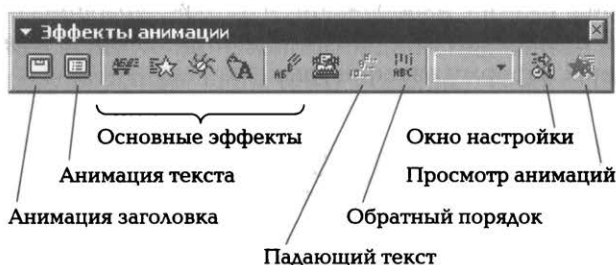 Эффекты анимации
Основные эффекты
Окно настройки
Анимация текста
Просмотр анимаций
Анимация заголовка
Обратный порядок
Падающий текст